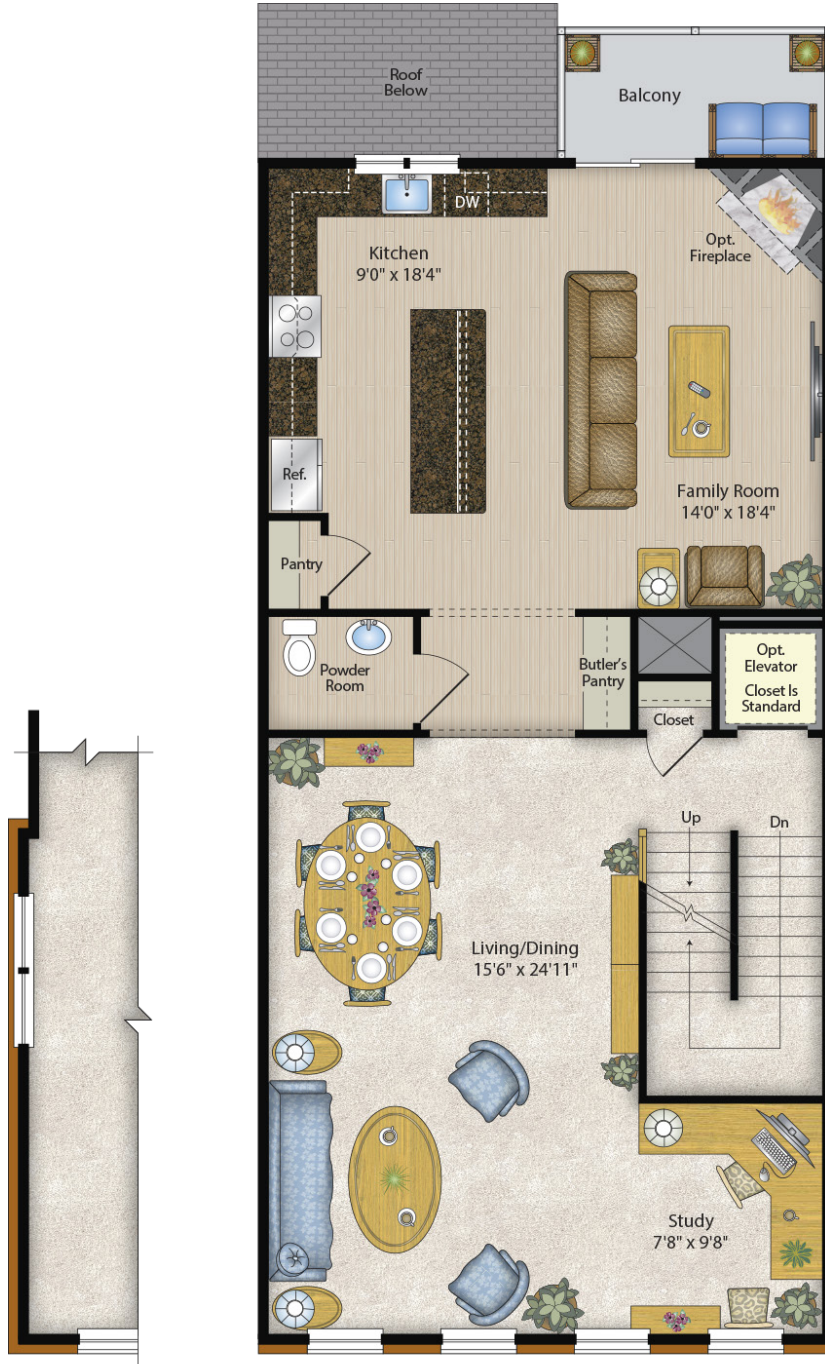 Roof
Below
Balcony
DW
Kitchen
9'0" x 18'4"
Opt.
Fireplace
Ref.
Family Room
14'0" x 18'4"
Pantry
Powder
Room
Butler's
Pantry
Opt.
Elevator
Closet Is
Standard
Closet
Up
Dn
Living/Dining
15'6" x 24'11"
Study
7'8" x 9'8"